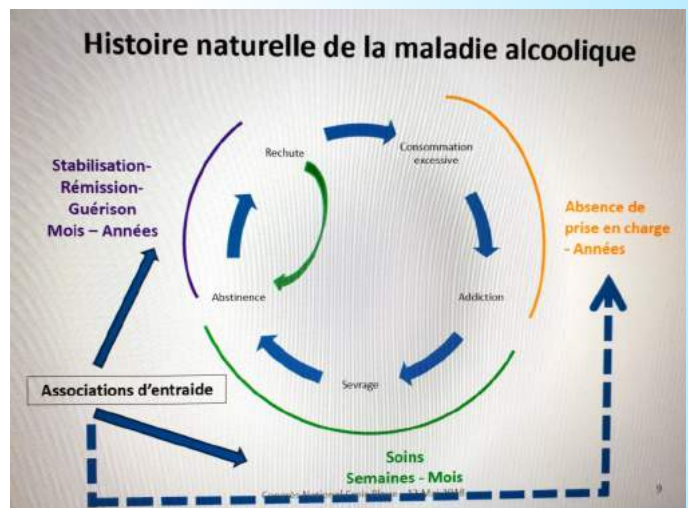 Histoire naturelle de la maladie alcoolique
Rechute
Consommation
excessive
Stabilisation-
Rémission-
Guérison
Mois – Années
Absence de
prise en charge
- Années
Abstinence
Addiction
Sevrage
Associations d'entraide
Soins
Semaines - Mois
9